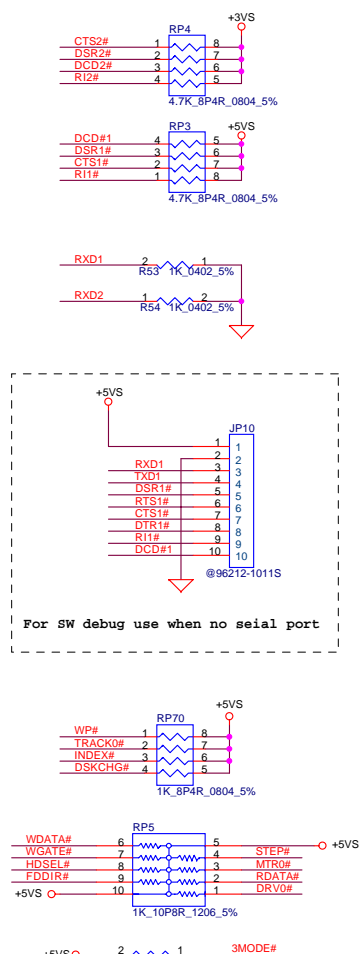 RP4
+3VS
CTS2# 1 8
DSR2# 2 7
DCD2# 3 6
RI2# 4 5
4.7K_8P4R_0804_5%
RP3
+5VS
DCD#1 4 5
DSR1# 3 6
CTS1# 2 7
RI1# 1 8
4.7K_8P4R_0804_5%
RXD1 2 1
R53 1K_0402_5%
RXD2 1 2
R54 1K_0402_5%
+5VS
JP10
1 1
2 2
RXD1 3 3
TXD1 4 4
DSR1# 5 5
RTS1# 6 6
CTS1# 7 7
DTR1# 8 8
RI1# 9 9
DCD#1 10 10
@96212-1011S
For SW debug use when no seial port
+5VS
RP70
WP# 1 8
TRACK0# 2 7
INDEX# 3 6
DSKCHG# 4 5
1K_8P4R_0804_5%
RP5
WDATA# 6 5 +5VS
WGATE# 7 4 STEP#
HDSEL# 8 3 MTR0#
FDDIR# 9 2 RDATA#
+5VS 10 1 DRV0#
1K_10P8R_1206_5%
+5VS 2 1 3MODE#